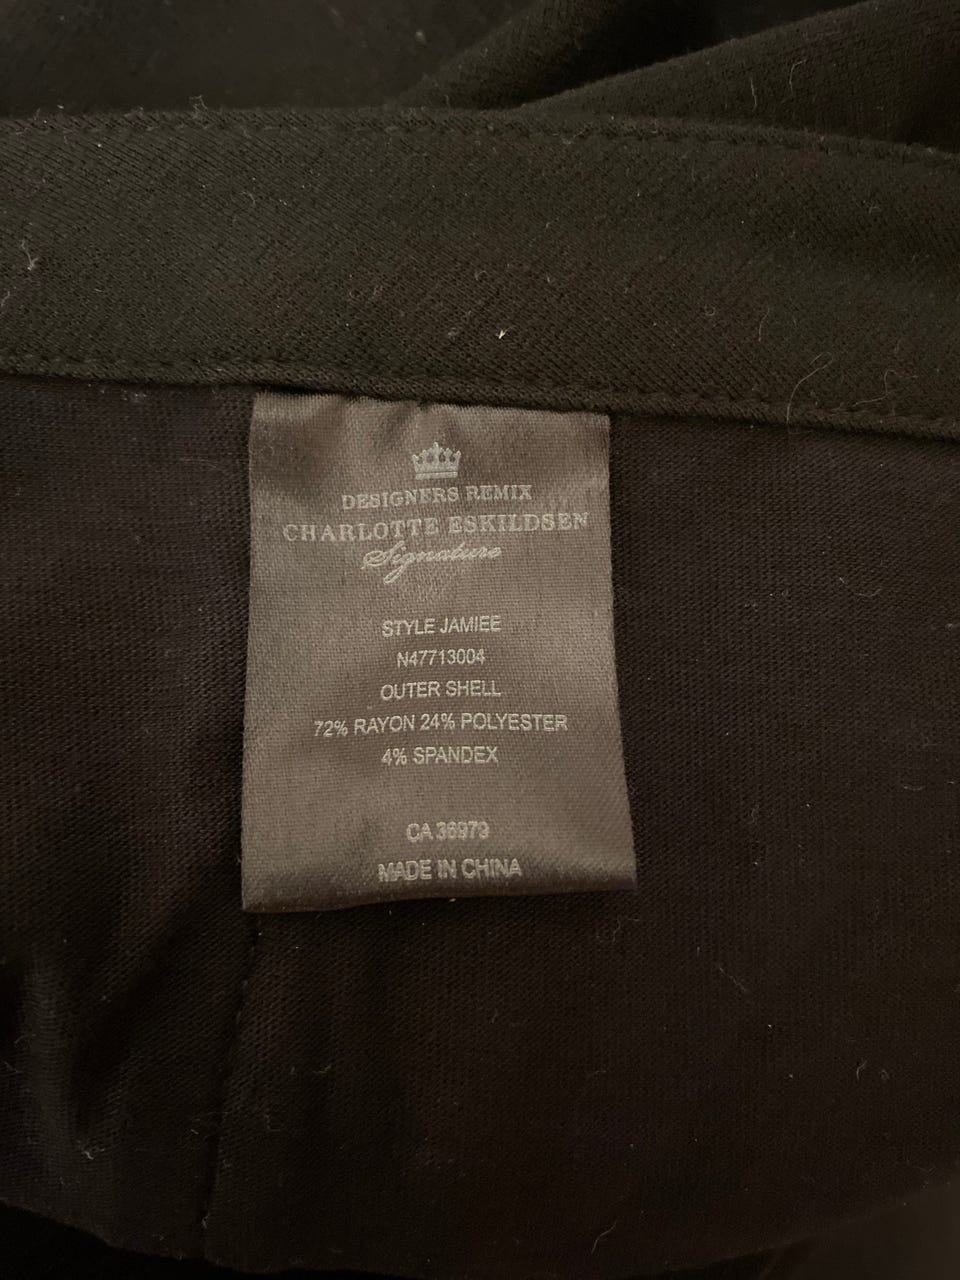 DESIGNERS REMIX
CHARLOTTE ESKILDSEN
Signature
STYLE JAMIEE
N47713004
OUTER SHELL
72% RAYON 24% POLYESTER
4% SPANDEX
CA 36979
MADE IN CHINA